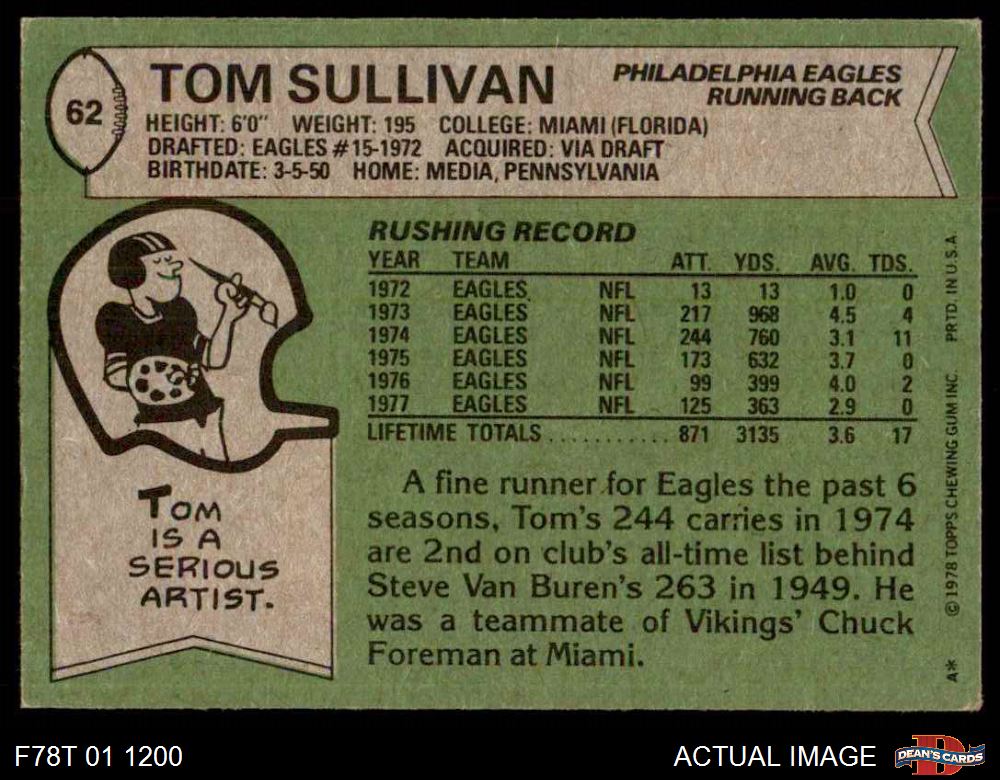 62
TOM SULLIVAN
PHILADELPHIA EAGLES
RUNNING BACK
HEIGHT: 6'0" WEIGHT: 195 COLLEGE: MIAMI (FLORIDA)
DRAFTED: EAGLES #15-1972 ACQUIRED: VIA DRAFT
BIRTHDATE: 3-5-50 HOME: MEDIA, PENNSYLVANIA
RUSHING RECORD
YEAR TEAM ATT. YDS. AVG. TDS.
1972 EAGLES NFL 13 13 1.0 0
1973 EAGLES NFL 217 968 4.5 4
1974 EAGLES NFL 244 760 3.1 11
1975 EAGLES NFL 173 632 3.7 0
1976 EAGLES NFL 99 399 4.0 2
1977 EAGLES NFL 125 363 2.9 0
LIFETIME TOTALS........... 871 3135 3.6 17
TOM
IS A
SERIOUS
ARTIST.
A fine runner for Eagles the past 6
seasons, Tom's 244 carries in 1974
are 2nd on club's all-time list behind
Steve Van Buren's 263 in 1949. He
was a teammate of Vikings' Chuck
Foreman at Miami.
A* © 1978 TOPPS CHEWING GUM INC. PRTD. IN U.S.A.
F78T 01 1200
ACTUAL IMAGE
DEAN'S CARDS